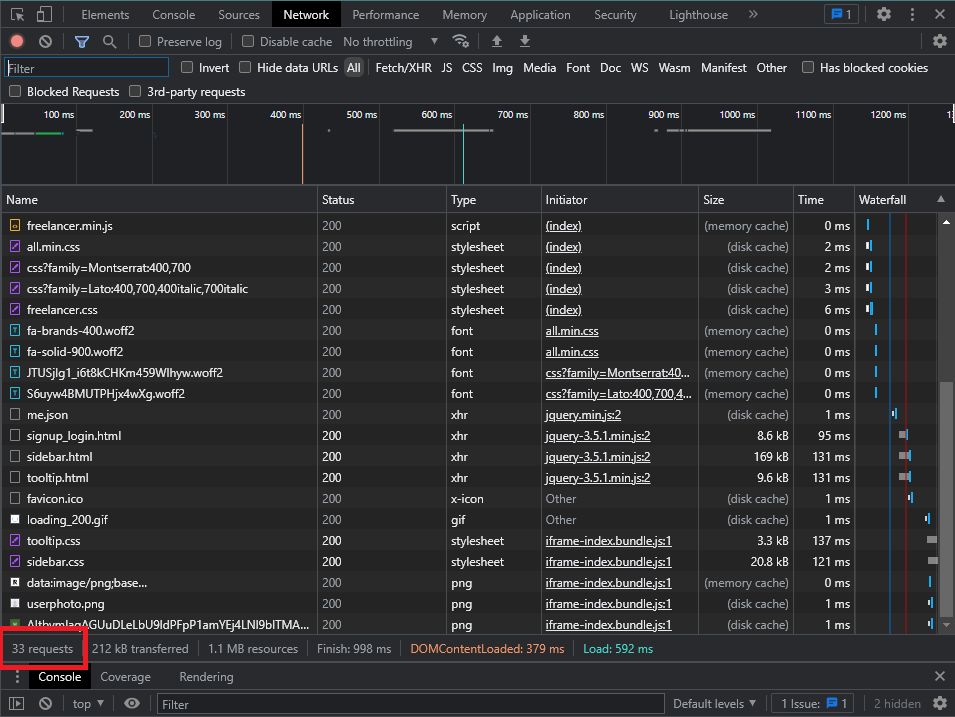 Elements Console Sources Network Performance Memory Application Security Lighthouse » 1
Preserve log Disable cache No throttling
Filter Invert Hide data URLs All Fetch/XHR JS CSS Img Media Font Doc WS Wasm Manifest Other Has blocked cookies
Blocked Requests 3rd-party requests
100 ms 200 ms 300 ms 400 ms 500 ms 600 ms 700 ms 800 ms 900 ms 1000 ms 1100 ms 1200 ms
Name Status Type Initiator Size Time Waterfall
freelancer.min.js 200 script (index) (memory cache) 0 ms
all.min.css 200 stylesheet (index) (disk cache) 2 ms
css?family=Montserrat:400,700 200 stylesheet (index) (disk cache) 2 ms
css?family=Lato:400,700,400italic,700italic 200 stylesheet (index) (disk cache) 3 ms
freelancer.css 200 stylesheet (index) (disk cache) 6 ms
fa-brands-400.woff2 200 font all.min.css (memory cache) 0 ms
fa-solid-900.woff2 200 font all.min.css (memory cache) 0 ms
JTUSjIg1_i6t8kCHKm459Wlhyw.woff2 200 font css?family=Montserrat:40... (memory cache) 0 ms
S6uyw4BMUTPHjx4wXg.woff2 200 font css?family=Lato:400,700,4... (memory cache) 0 ms
me.json 200 xhr jquery.min.js:2 (disk cache) 1 ms
signup_login.html 200 xhr jquery-3.5.1.min.js:2 8.6 kB 95 ms
sidebar.html 200 xhr jquery-3.5.1.min.js:2 169 kB 131 ms
tooltip.html 200 xhr jquery-3.5.1.min.js:2 9.6 kB 131 ms
favicon.ico 200 x-icon Other (disk cache) 1 ms
loading_200.gif 200 gif Other (disk cache) 1 ms
tooltip.css 200 stylesheet iframe-index.bundle.js:1 3.3 kB 137 ms
sidebar.css 200 stylesheet iframe-index.bundle.js:1 20.8 kB 121 ms
data:image/png;base... 200 png iframe-index.bundle.js:1 (memory cache) 0 ms
userphoto.png 200 png iframe-index.bundle.js:1 (disk cache) 1 ms
200 png iframe-index.bundle.js:1 (disk cache) 1 ms
33 requests 212 kB transferred 1.1 MB resources Finish: 998 ms DOMContentLoaded: 379 ms Load: 592 ms
Console Coverage Rendering
top Filter Default levels 1 Issue: 1 2 hidden